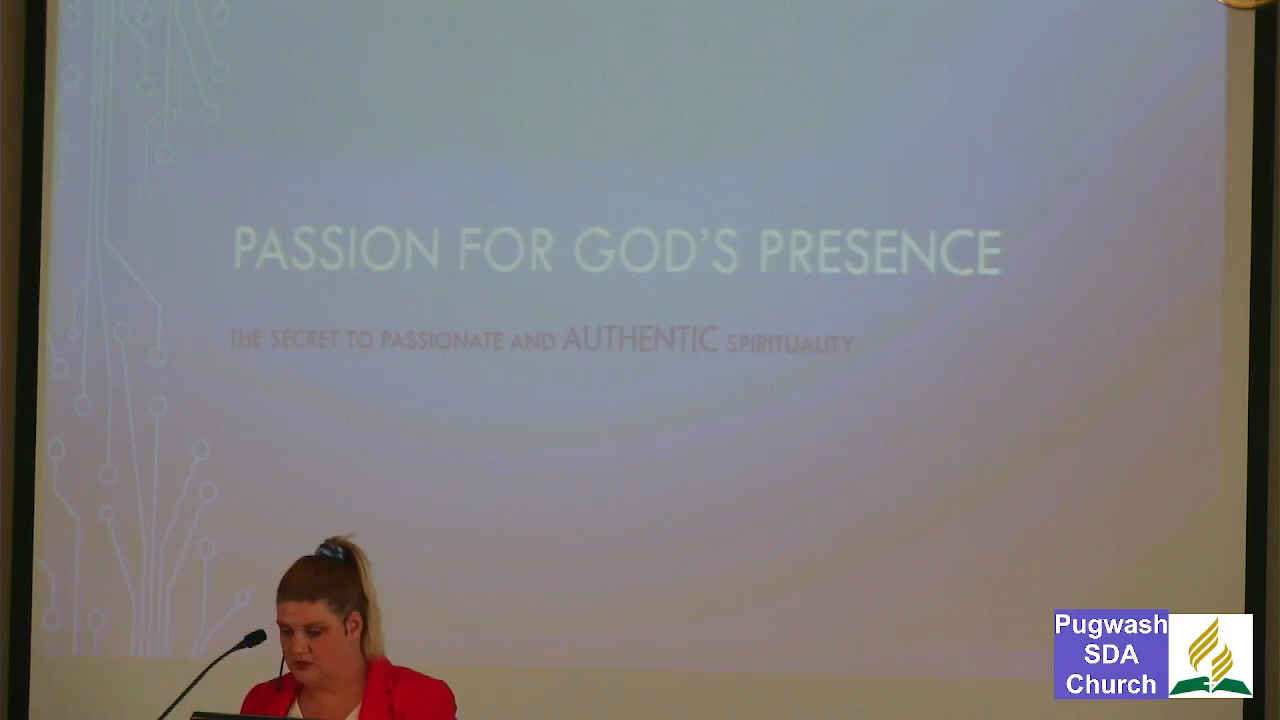 PASSION FOR GOD'S PRESENCE
THE SECRET TO PASSIONATE AND AUTHENTIC SPIRITUALITY
Pugwash
SDA
Church